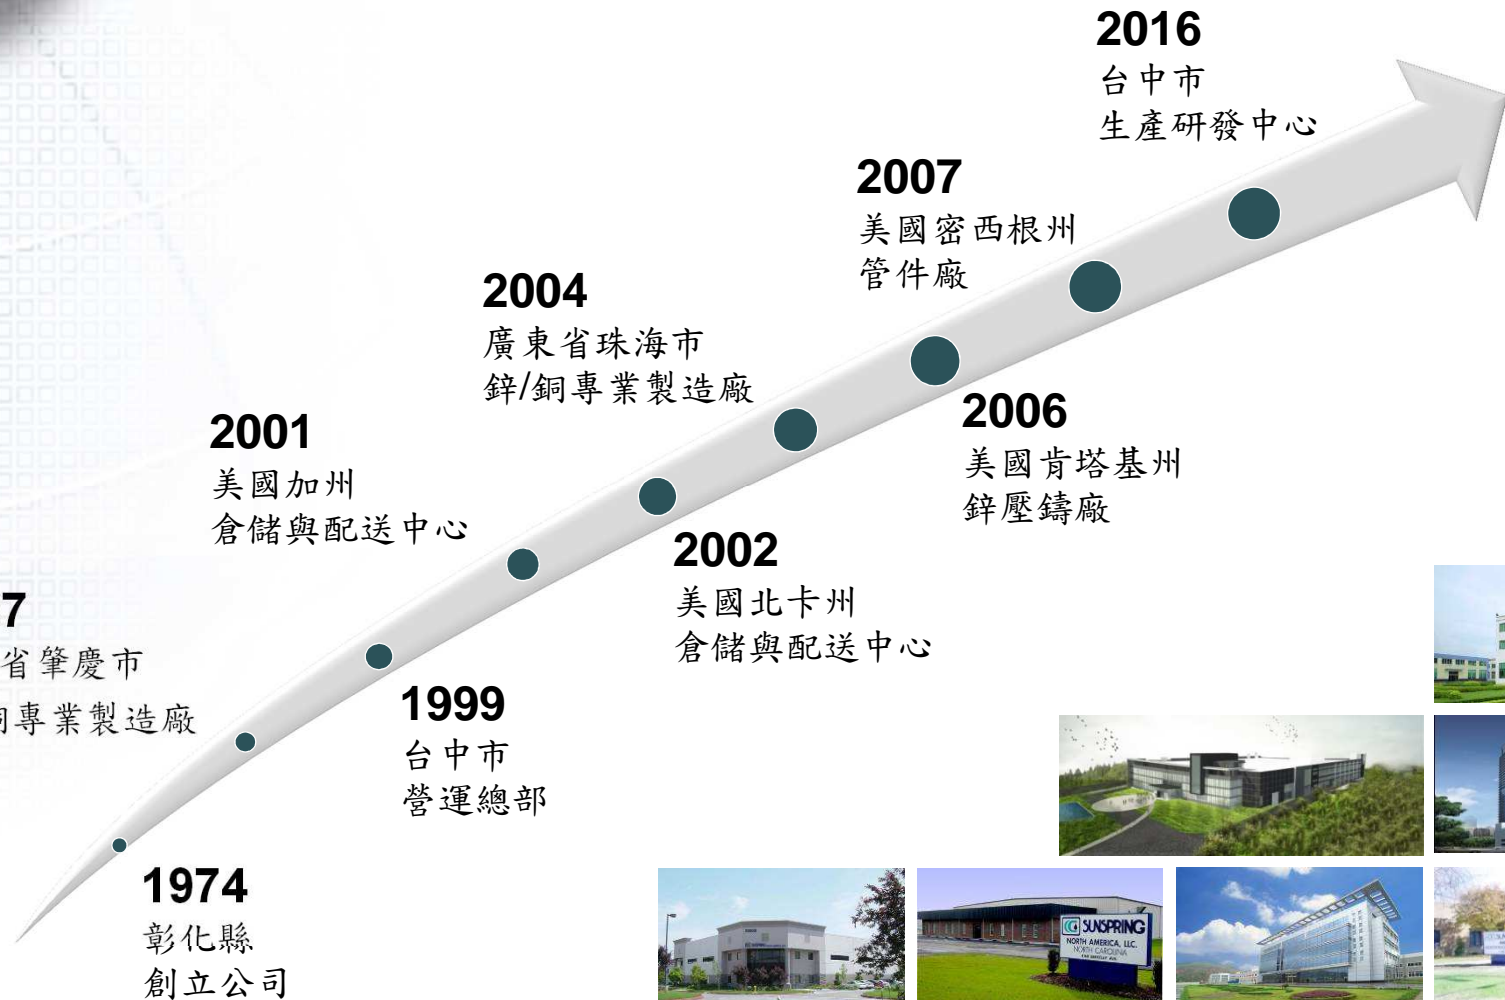 2016
台中市
生產研發中心
2007
美國密西根州
管件廠
2004
廣東省珠海市
鋅/銅專業製造廠
2006
美國肯塔基州
鋅壓鑄廠
2001
美國加州
倉儲與配送中心
2002
美國北卡州
倉儲與配送中心
7
省肇慶市
銅專業製造廠
1999
台中市
營運總部
1974
彰化縣
創立公司
SUNSPRING
NORTH AMERICA, LLC.
NORTH CAROLINA